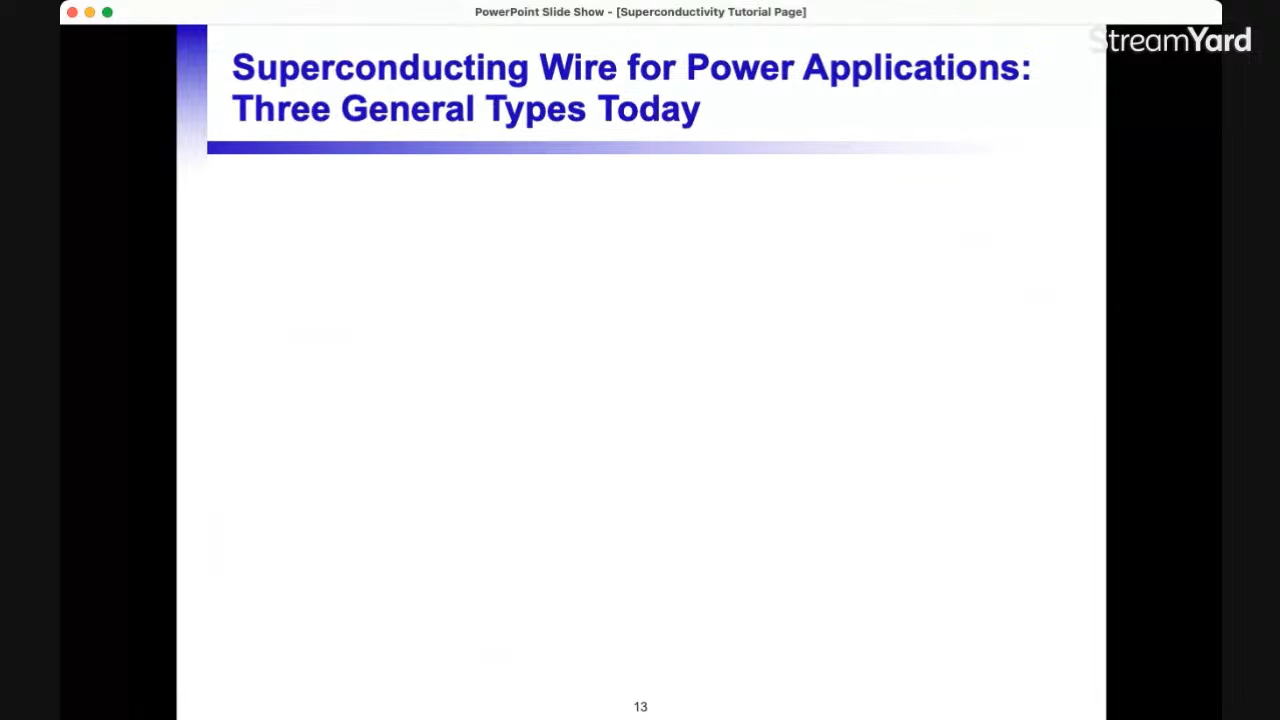 PowerPoint Slide Show - [Superconductivity Tutorial Page]
StreamYard
Superconducting Wire for Power Applications:
Three General Types Today
13